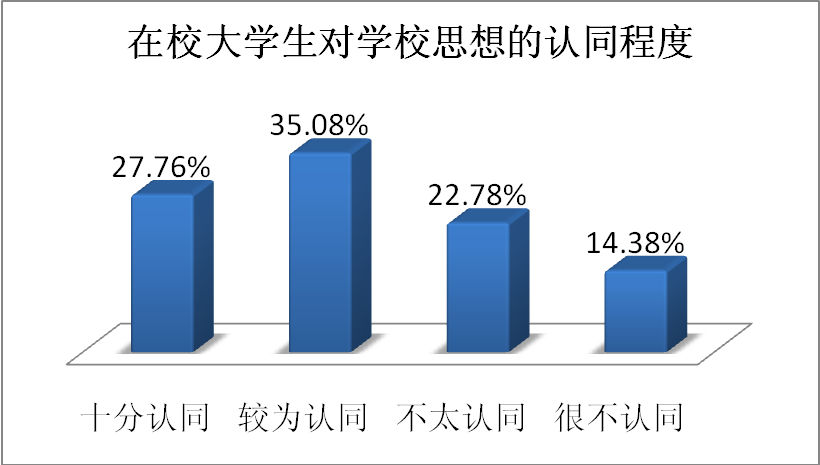 在校大学生对学校思想的认同程度
35.08%
27.76%
22.78%
14.38%
十分认同 较为认同 不太认同 很不认同